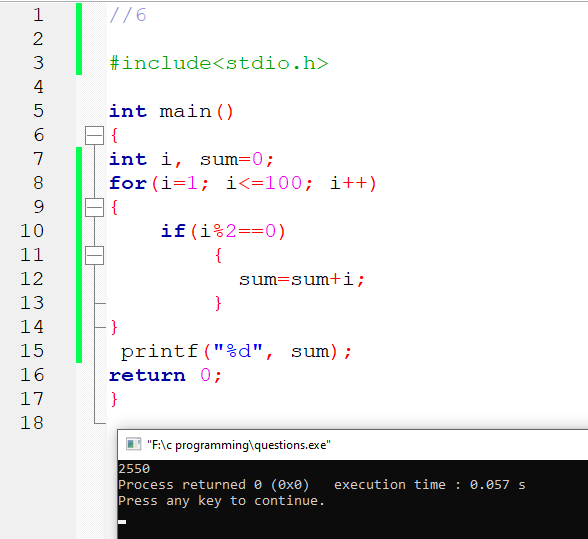 1 //6
2
3 #include<stdio.h>
4
5 int main()
6 {
7 int i, sum=0;
8 for(i=1; i<=100; i++)
9 {
10 if(i%2==0)
11 {
12 sum=sum+i;
13 }
14 }
15 printf("%d", sum);
16 return 0;
17 }
18
"F:\c programming\questions.exe"
2550
Process returned 0 (0x0)   execution time : 0.057 s
Press any key to continue.